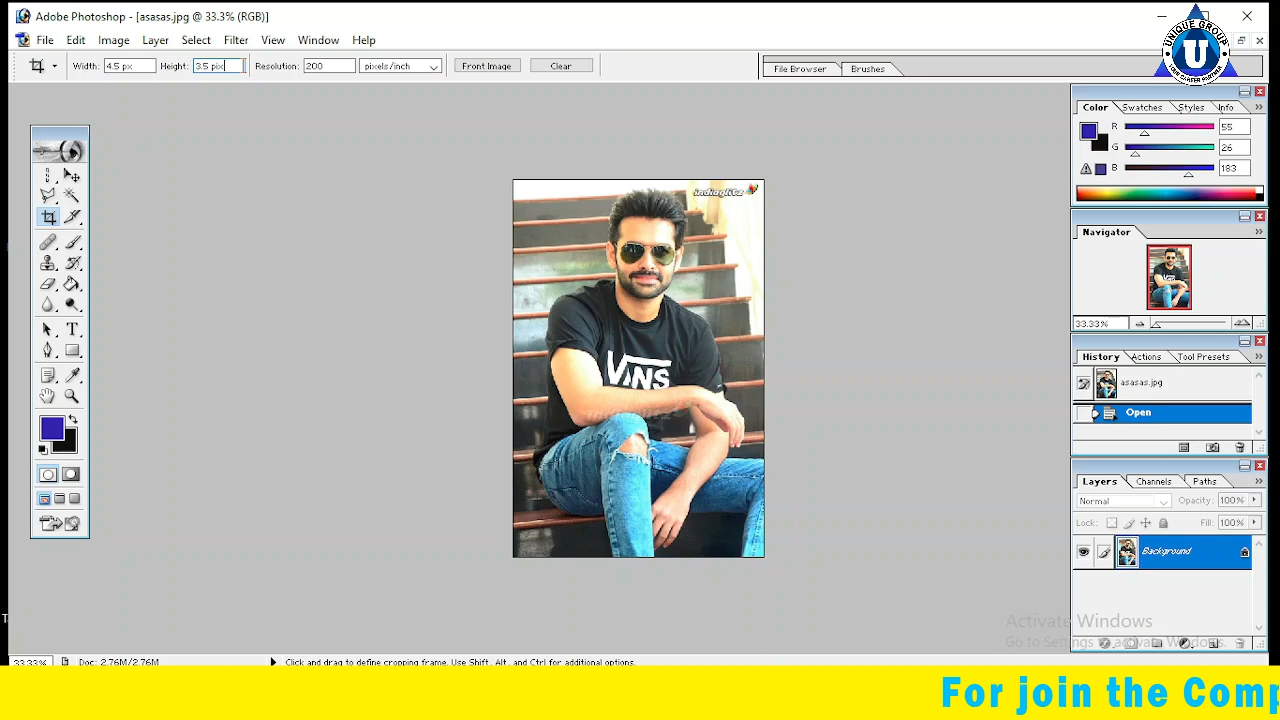 Adobe Photoshop - [asasas.jpg @ 33.3% (RGB)]
File Edit Image Layer Select Filter View Window Help
Width: 4.5 px Height: 3.5 pix Resolution: 200 pixels/inch Front Image Clear File Browser Brushes
UNIQUE GROUP
U
YOUR CAREER PARTNER
Color Swatches Styles Info
R 55
G 26
B 183
Navigator
33.33%
History Actions Tool Presets
asasas.jpg
Open
Layers Channels Paths
Normal Opacity: 100%
Lock: Fill: 100%
Background
indiaglitz
VANS
T
Activate Windows
Go to Settings to activate Windows.
33.33% Doc: 2.76M/2.76M Click and drag to define cropping frame. Use Shift, Alt, and Ctrl for additional options.
For join the Comp